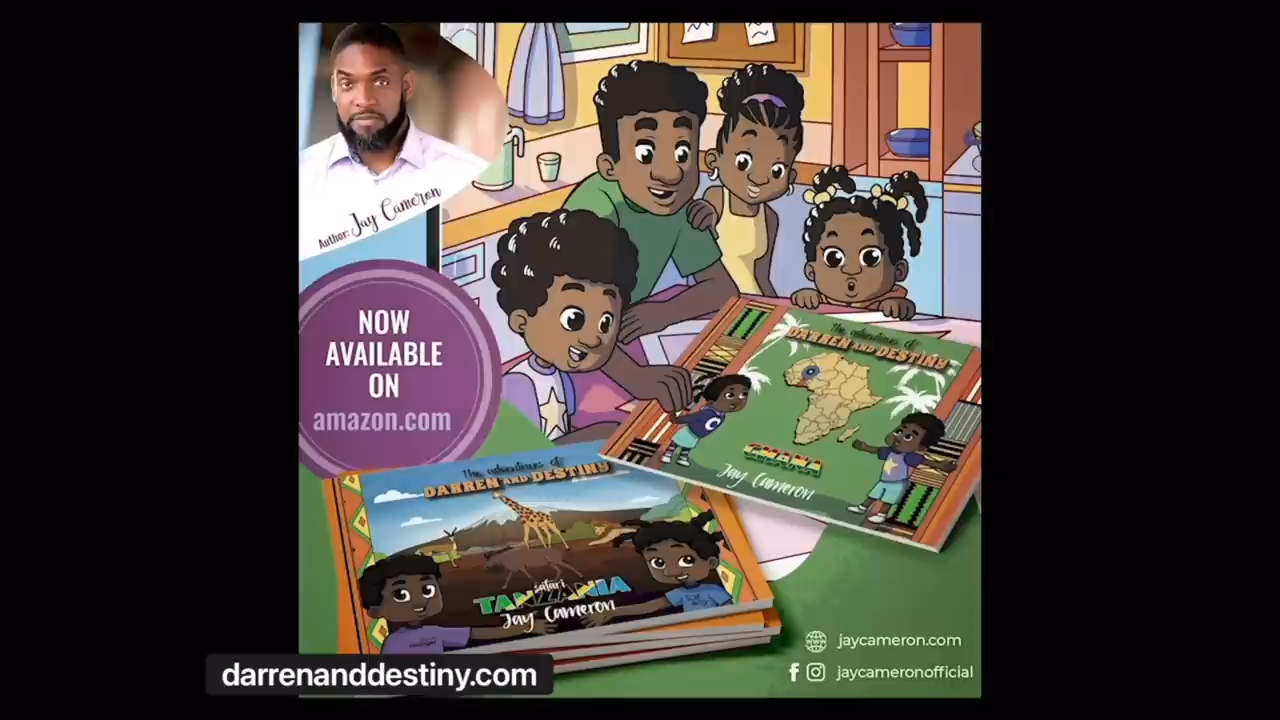 Author: Jay Cameron
NOW
AVAILABLE
ON
amazon.com
The adventures of
DARREN AND DESTINY
GHANA
Jay Cameron
The adventures of
DARREN AND DESTINY
safari
TANZANIA
Jay Cameron
jaycameron.com
jaycameronofficial
darrenanddestiny.com